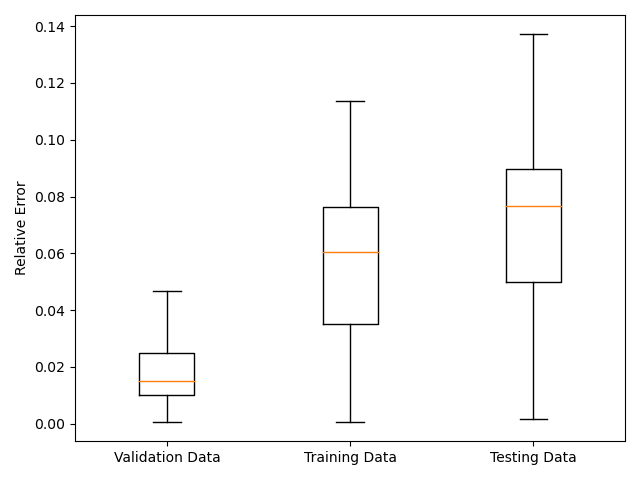 0.14
0.12
0.10
0.08
0.06
0.04
0.02
0.00
Relative Error
Validation Data
Training Data
Testing Data